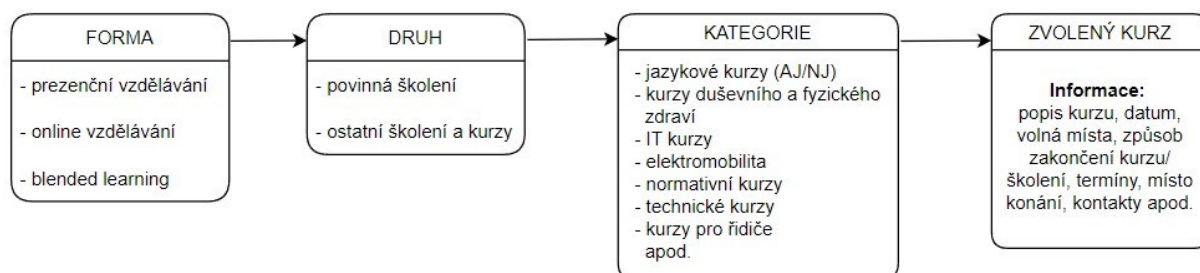 FORMA
- prezenční vzdělávání
- online vzdělávání
- blended learning
DRUH
- povinná školení
- ostatní školení a kurzy
KATEGORIE
- jazykové kurzy (AJ/NJ)
- kurzy duševního a fyzického
zdraví
- IT kurzy
- elektromobilita
- normativní kurzy
- technické kurzy
- kurzy pro řidiče
apod.
ZVOLENÝ KURZ
Informace:
popis kurzu, datum,
volná místa, způsob
zakončení kurzu/
školení, termíny, místo
konání, kontakty apod.